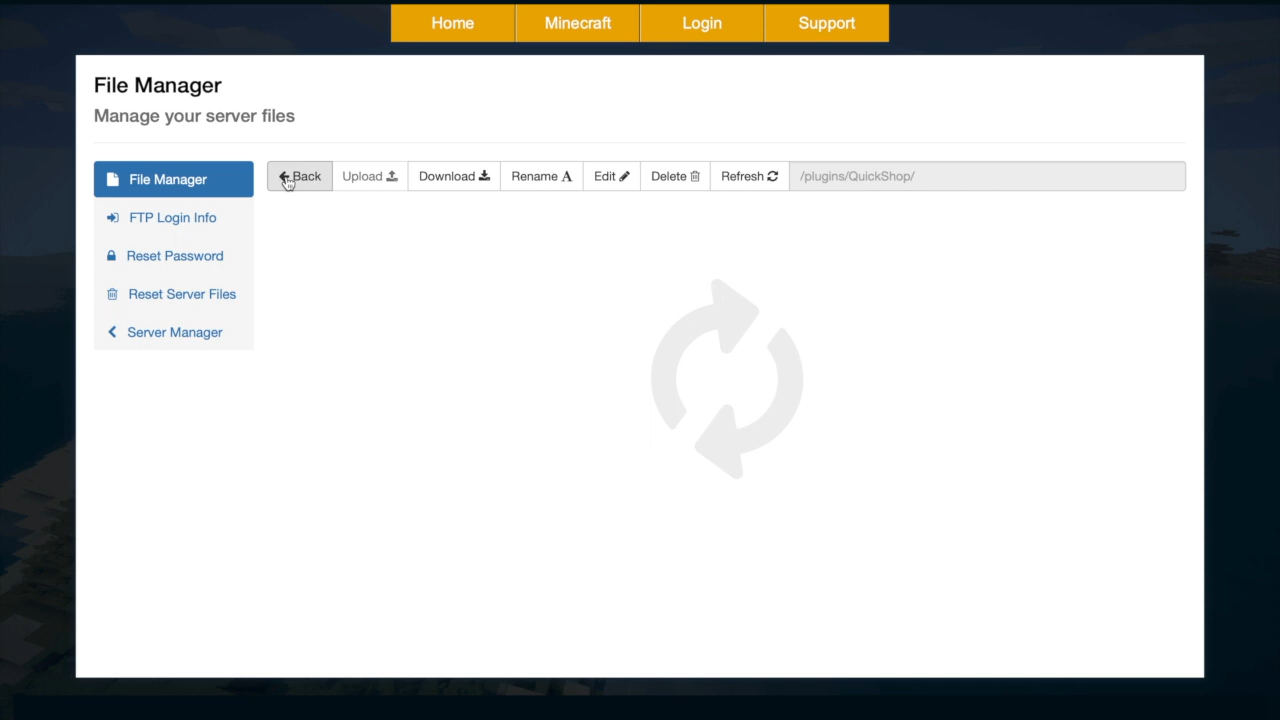 Home Minecraft Login Support
File Manager
Manage your server files
File Manager
FTP Login Info
Reset Password
Reset Server Files
Server Manager
Back Upload Download Rename A Edit Delete Refresh /plugins/QuickShop/